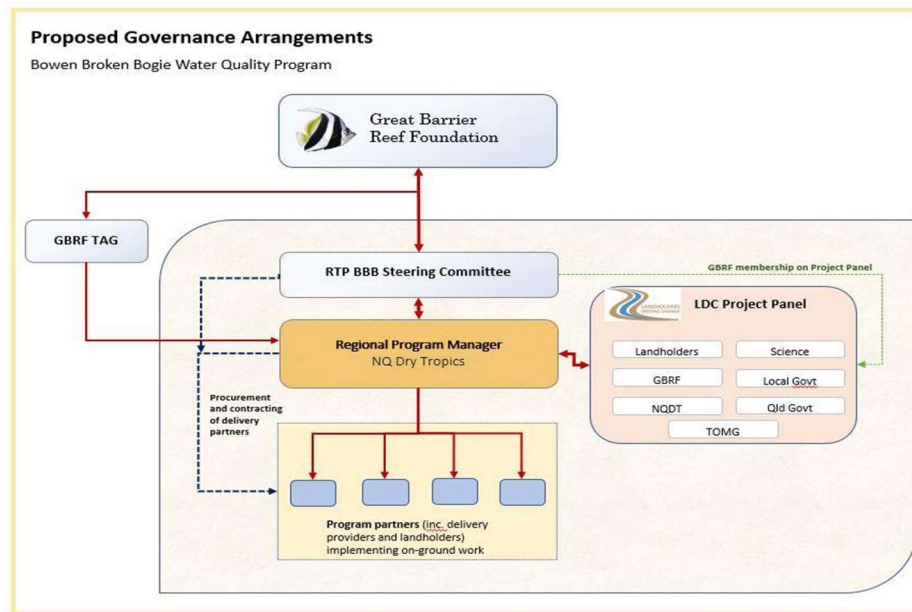 Proposed Governance Arrangements
Bowen Broken Bogie Water Quality Program
Great Barrier
Reef Foundation
GBRF TAG
RTP BBB Steering Committee
GBRF membership on Project Panel
LANDHOLDERS
DRIVING CHANGE
LDC Project Panel
Regional Program Manager
NQ Dry Tropics
Landholders
Science
GBRF
Local Govt
NQDT
Qld Govt
TOMG
Procurement
and contracting
of delivery
partners
Program partners (inc. delivery
providers and landholders)
implementing on-ground work